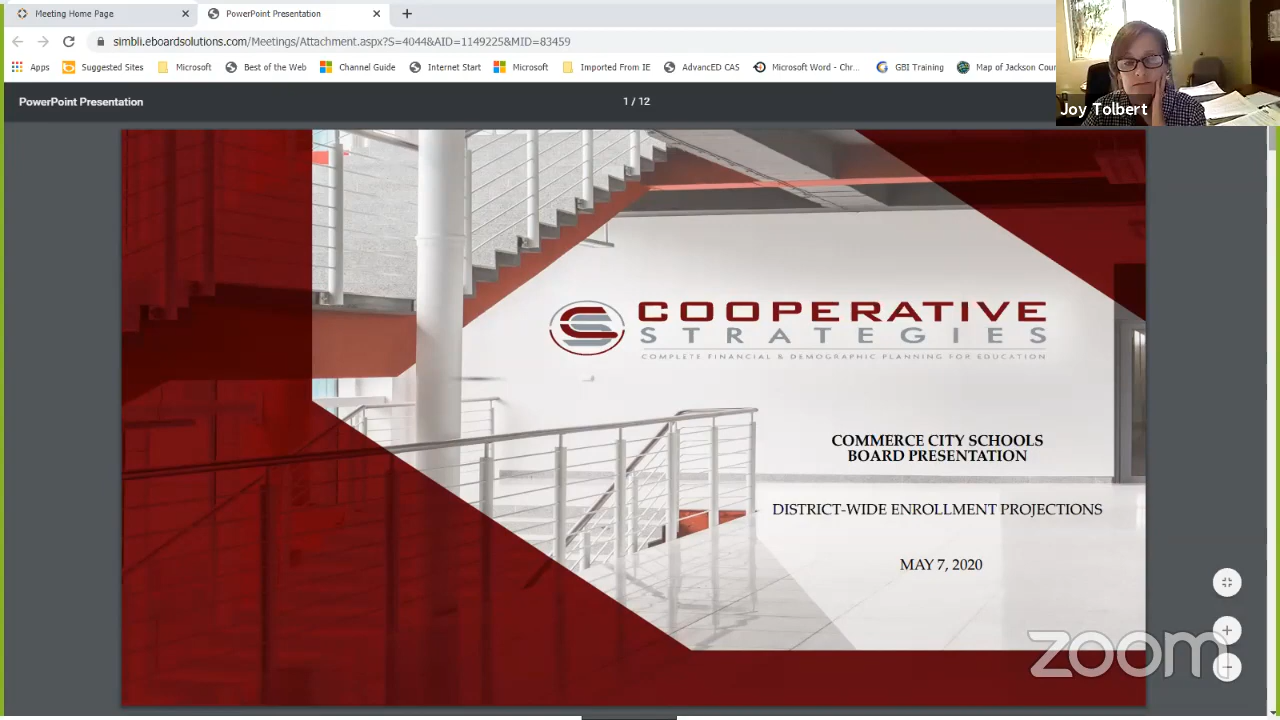 Meeting Home Page
PowerPoint Presentation
simbli.eboardsolutions.com/Meetings/Attachment.aspx?S=4044&AID=1149225&MID=83459
Apps
Suggested Sites
Microsoft
Best of the Web
Channel Guide
Internet Start
Microsoft
Imported From IE
AdvancED CAS
Microsoft Word - Chr...
GBI Training
Map of Jackson Coun
Joy Tolbert
PowerPoint Presentation
1 / 12
COOPERATIVE
STRATEGIES
COMPLETE FINANCIAL & DEMOGRAPHIC PLANNING FOR EDUCATION
COMMERCE CITY SCHOOLS
BOARD PRESENTATION
DISTRICT-WIDE ENROLLMENT PROJECTIONS
MAY 7, 2020
zoom